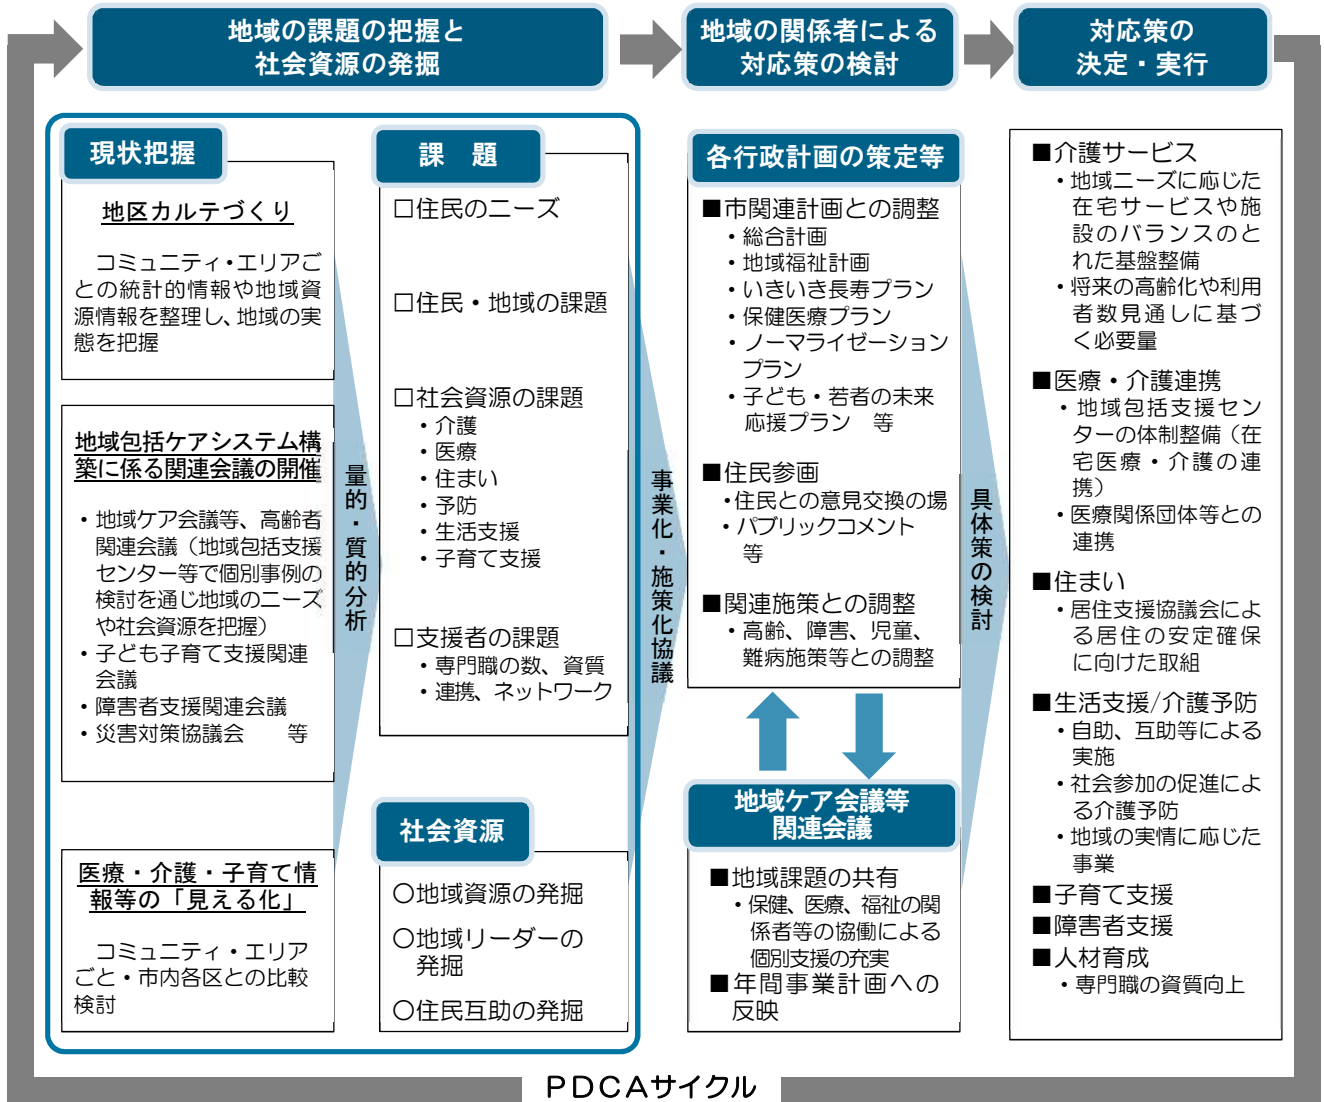 地域の課題の把握と
社会資源の発掘
地域の関係者による
対応策の検討
対応策の
決定・実行
現状把握
地区カルテづくり
コミュニティ・エリアご
との統計的情報や地域資
源情報を整理し、地域の実
態を把握
地域包括ケアシステム構
築に係る関連会議の開催
・地域ケア会議等、高齢者
関連会議（地域包括支援
センター等で個別事例の
検討を通じ地域のニーズ
や社会資源を把握）
・子ども子育て支援関連
会議
・障害者支援関連会議
・災害対策協議会　等
医療・介護・子育て情
報等の「見える化」
コミュニティ・エリア
ごと・市内各区との比較
検討
量的・質的分析
課　題
□住民のニーズ
□住民・地域の課題
□社会資源の課題
・介護
・医療
・住まい
・予防
・生活支援
・子育て支援
□支援者の課題
・専門職の数、資質
・連携、ネットワーク
社会資源
〇地域資源の発掘
〇地域リーダーの
発掘
〇住民互助の発掘
事業化・施策化協議
各行政計画の策定等
■市関連計画との調整
・総合計画
・地域福祉計画
・いきいき長寿プラン
・保健医療プラン
・ノーマライゼーション
プラン
・子ども・若者の未来
応援プラン　等
■住民参画
・住民との意見交換の場
・パブリックコメント
等
■関連施策との調整
・高齢、障害、児童、
難病施策等との調整
地域ケア会議等
関連会議
■地域課題の共有
・保健、医療、福祉の関
係者等の協働による
個別支援の充実
■年間事業計画への
反映
具体策の検討
■介護サービス
・地域ニーズに応じた
在宅サービスや施
設のバランスのと
れた基盤整備
・将来の高齢化や利用
者数見通しに基づ
く必要量
■医療・介護連携
・地域包括支援セン
ターの体制整備（在
宅医療・介護の連
携）
・医療関係団体等との
連携
■住まい
・居住支援協議会によ
る居住の安定確保
に向けた取組
■生活支援/介護予防
・自助、互助等による
実施
・社会参加の促進によ
る介護予防
・地域の実情に応じた
事業
■子育て支援
■障害者支援
■人材育成
・専門職の資質向上
PDCAサイクル